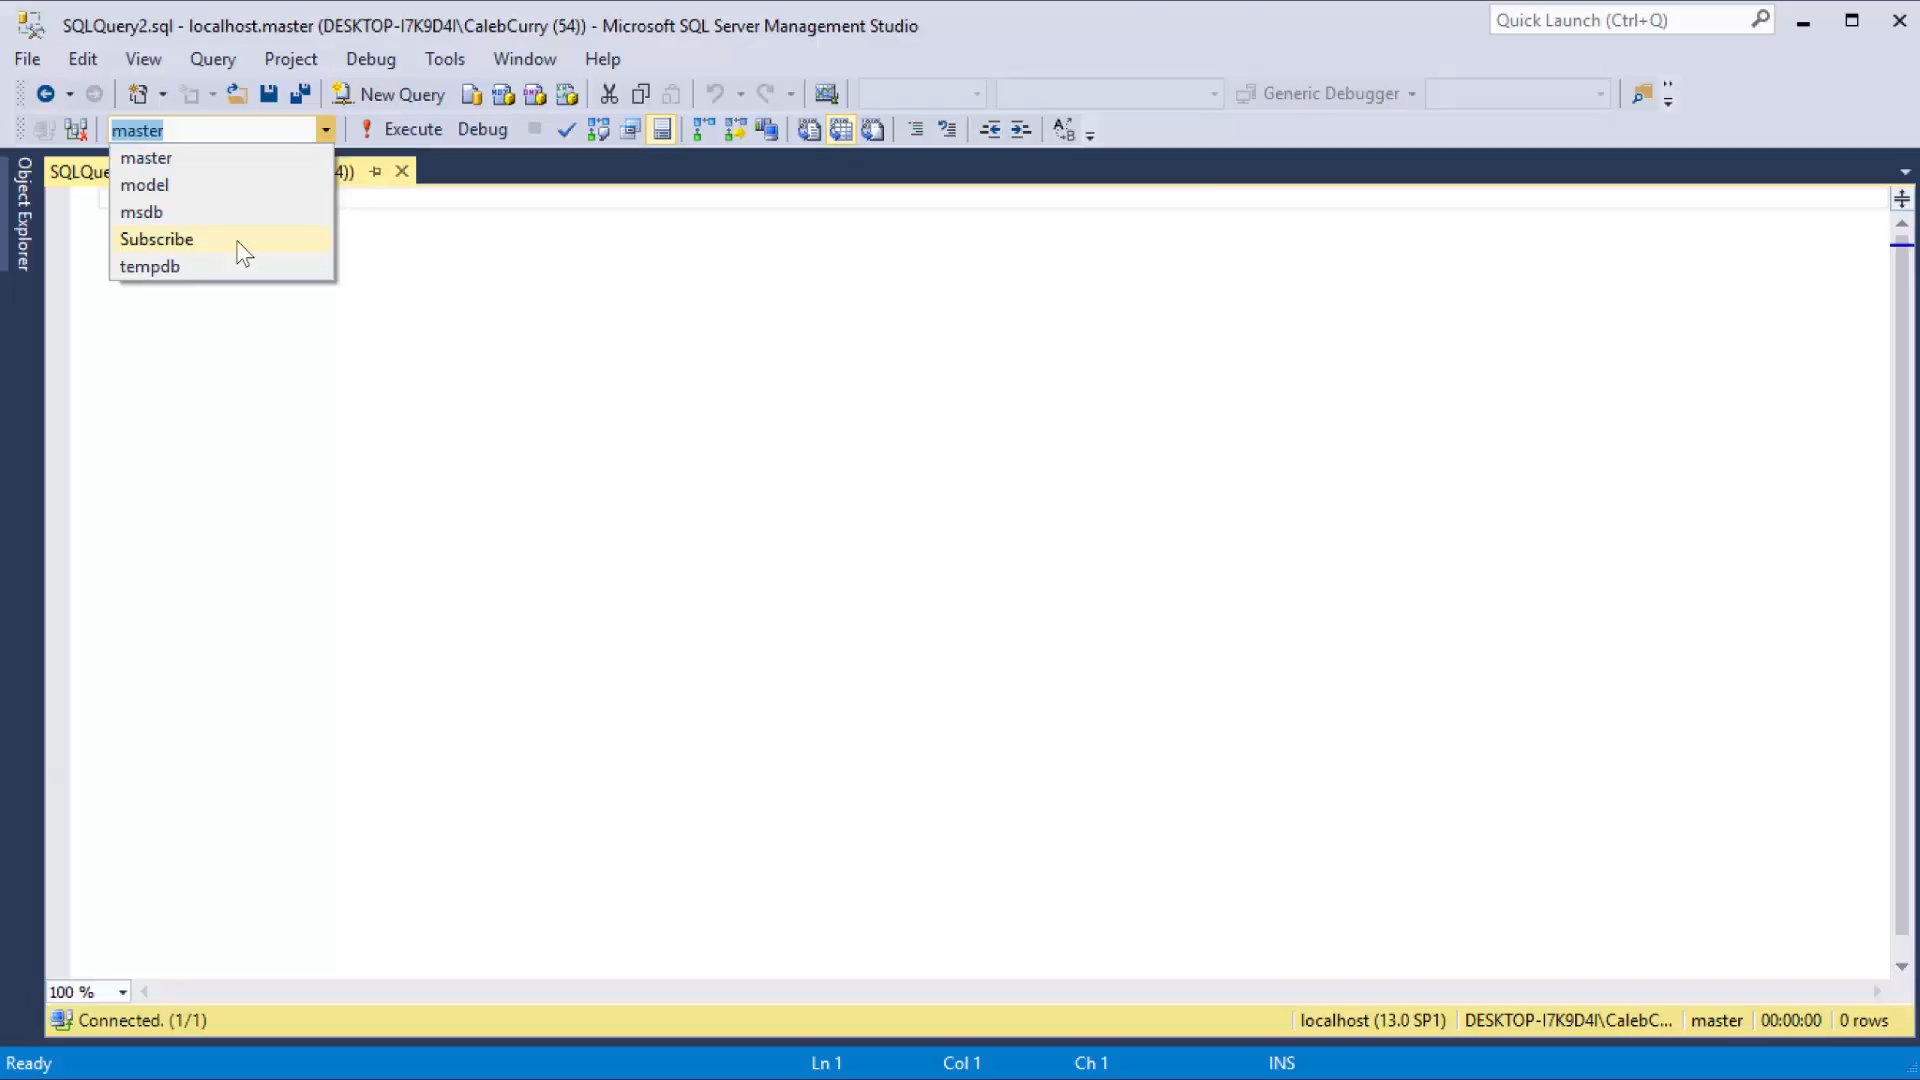 SQLQuery2.sql - localhost.master (DESKTOP-I7K9D4I\CalebCurry (54)) - Microsoft SQL Server Management Studio
Quick Launch (Ctrl+Q)
File Edit View Query Project Debug Tools Window Help
New Query
Generic Debugger
master
Execute Debug
master
model
msdb
Subscribe
tempdb
SQLQue
4))
Object Explorer
100 %
Connected. (1/1)
localhost (13.0 SP1) DESKTOP-I7K9D4I\CalebC... master 00:00:00 0 rows
Ready Ln 1 Col 1 Ch 1 INS